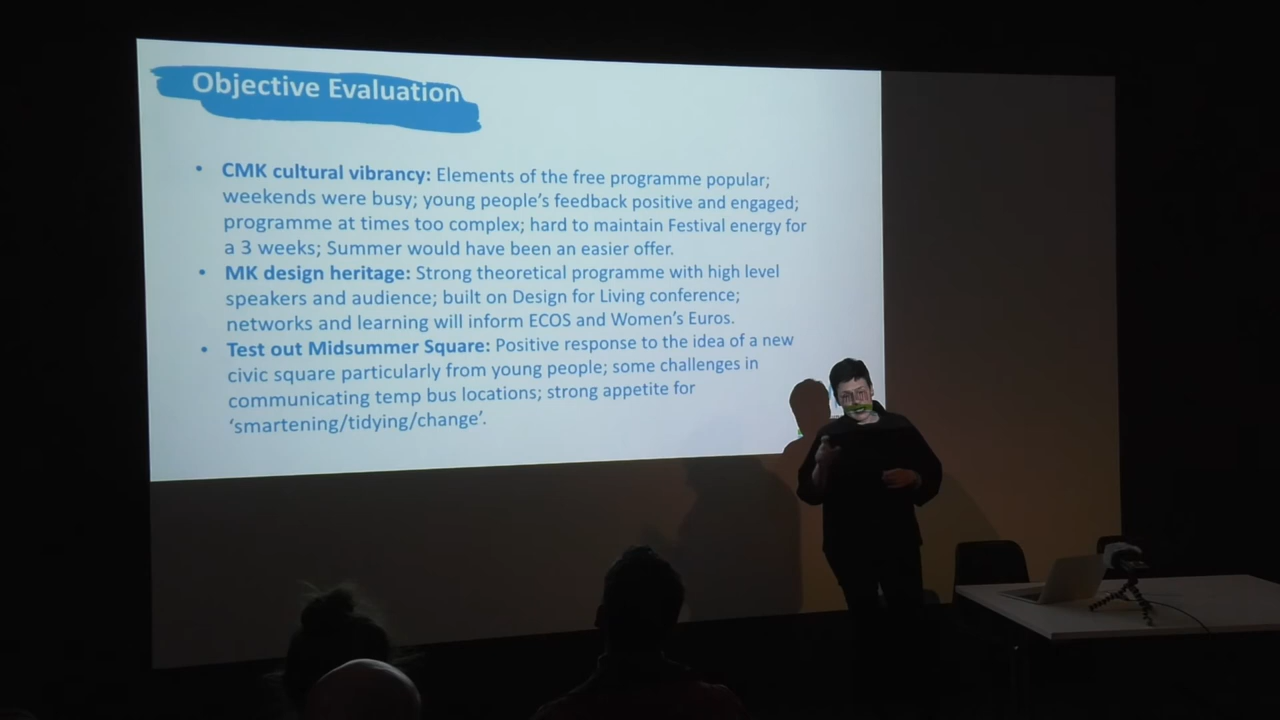 Objective Evaluation
• CMK cultural vibrancy: Elements of the free programme popular;
weekends were busy; young people's feedback positive and engaged;
programme at times too complex; hard to maintain Festival energy for
a 3 weeks; Summer would have been an easier offer.
• MK design heritage: Strong theoretical programme with high level
speakers and audience; built on Design for Living conference;
networks and learning will inform ECOS and Women's Euros.
• Test out Midsummer Square: Positive response to the idea of a new
civic square particularly from young people; some challenges in
communicating temp bus locations; strong appetite for
'smartening/tidying/change'.